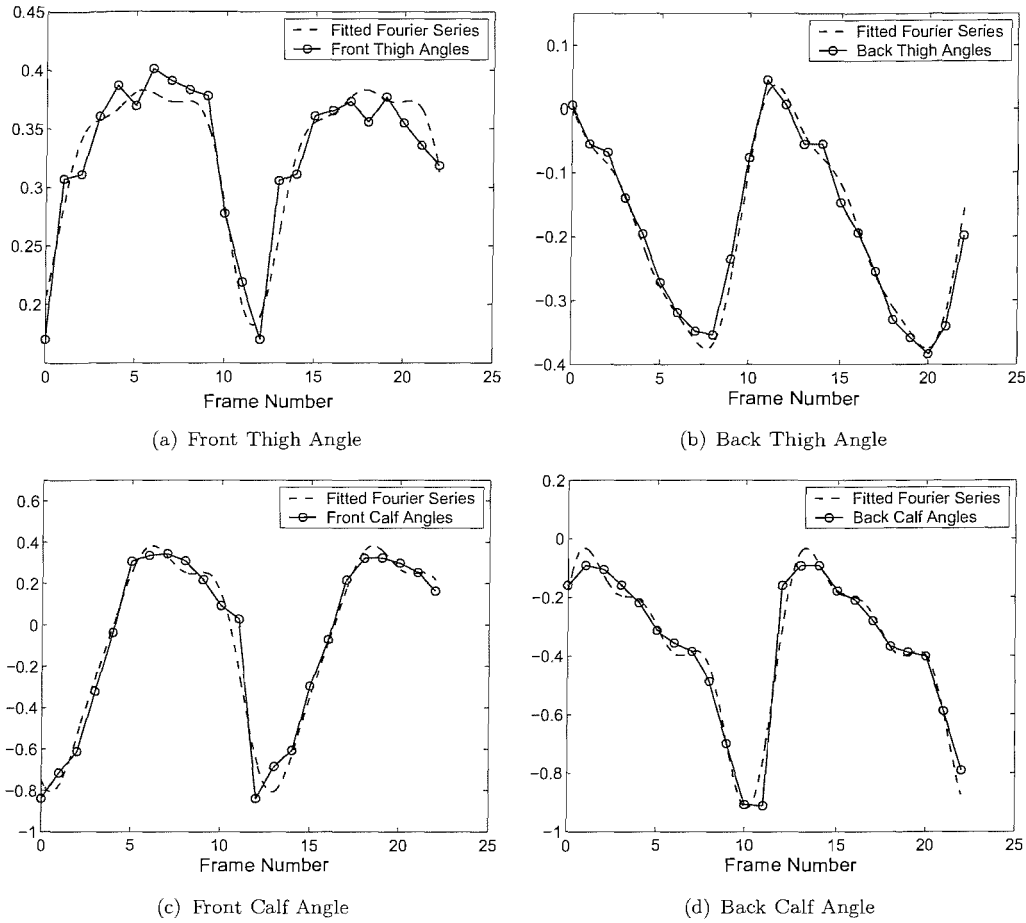 0.45
0.4
0.35
0.3
0.25
0.2
0 5 10 15 20 25
Fitted Fourier Series
Front Thigh Angles
Frame Number
(a) Front Thigh Angle
0.1
0
−0.1
−0.2
−0.3
−0.4
0 5 10 15 20 25
Fitted Fourier Series
Back Thigh Angles
Frame Number
(b) Back Thigh Angle
0.6
0.4
0.2
0
−0.2
−0.4
−0.6
−0.8
−1
0 5 10 15 20 25
Fitted Fourier Series
Front Calf Angles
Frame Number
(c) Front Calf Angle
0.2
0
−0.2
−0.4
−0.6
−0.8
−1
0 5 10 15 20 25
Fitted Fourier Series
Back Calf Angles
Frame Number
(d) Back Calf Angle